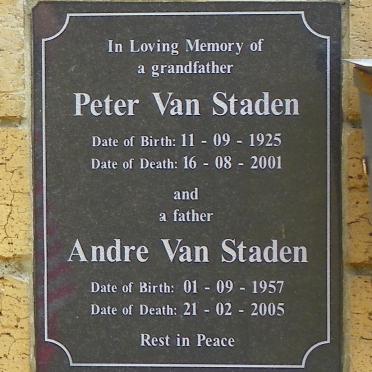 In Loving Memory of
a grandfather
Peter Van Staden
Date of Birth: 11 - 09 - 1925
Date of Death: 16 - 08 - 2001
and
a father
Andre Van Staden
Date of Birth: 01 - 09 - 1957
Date of Death: 21 - 02 - 2005
Rest in Peace